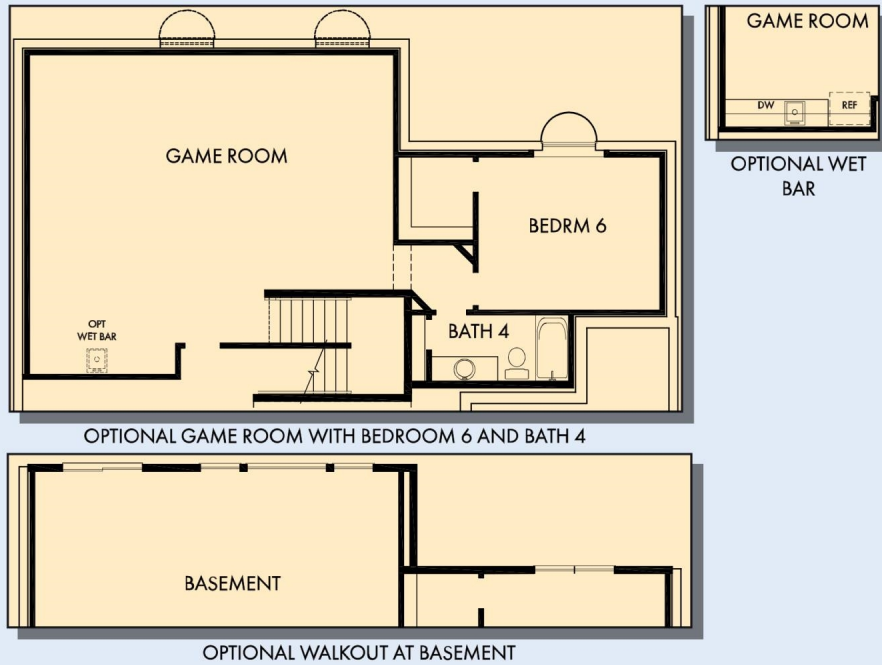 GAME ROOM
BEDRM 6
OPT
WET BAR
BATH 4
OPTIONAL GAME ROOM WITH BEDROOM 6 AND BATH 4
GAME ROOM
DW
REF
OPTIONAL WET
BAR
BASEMENT
OPTIONAL WALKOUT AT BASEMENT